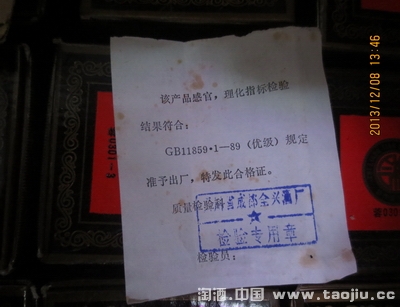 2013/12/08 13:46
该产品感官，理化指标检验
结果符合：
GB11859·1—89（优级）规定
准予出厂，特发此合格证。
质量检验科
成都全兴酒厂
检验专用章
检验员：
淘酒.中国 www.taojiu.cc